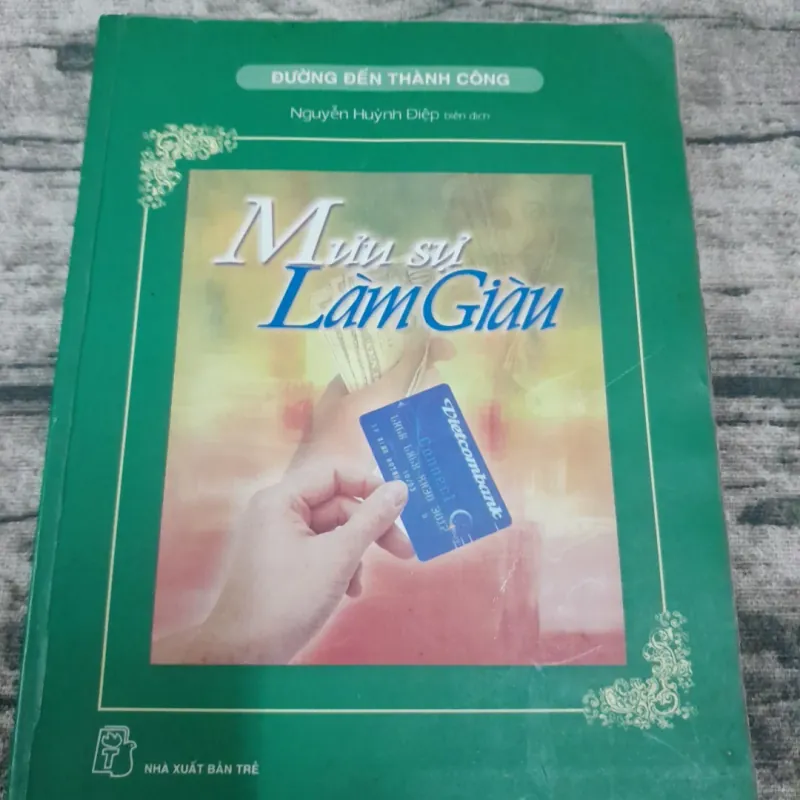 ĐƯỜNG ĐẾN THÀNH CÔNG
Nguyễn Huỳnh Điệp biên dịch
Mưu sự
Làm Giàu
Vietcombank
Connect
NHÀ XUẤT BẢN TRẺ